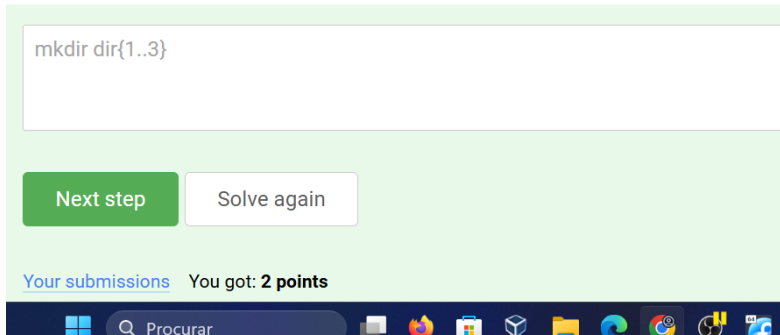 mkdir dir{1..3}
Next step
Solve again
Your submissions You got: 2 points
Procurar